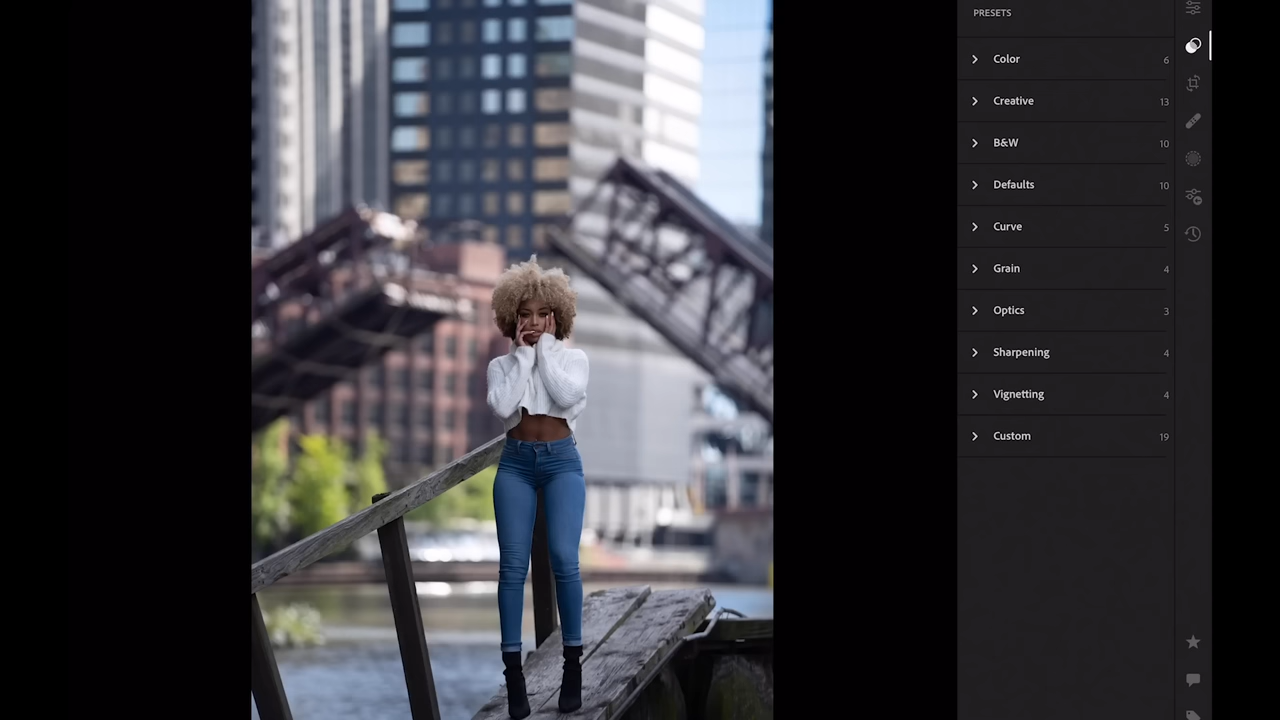 PRESETS
Color 6
Creative 13
B&W 10
Defaults 10
Curve 5
Grain 4
Optics 3
Sharpening 4
Vignetting 4
Custom 19